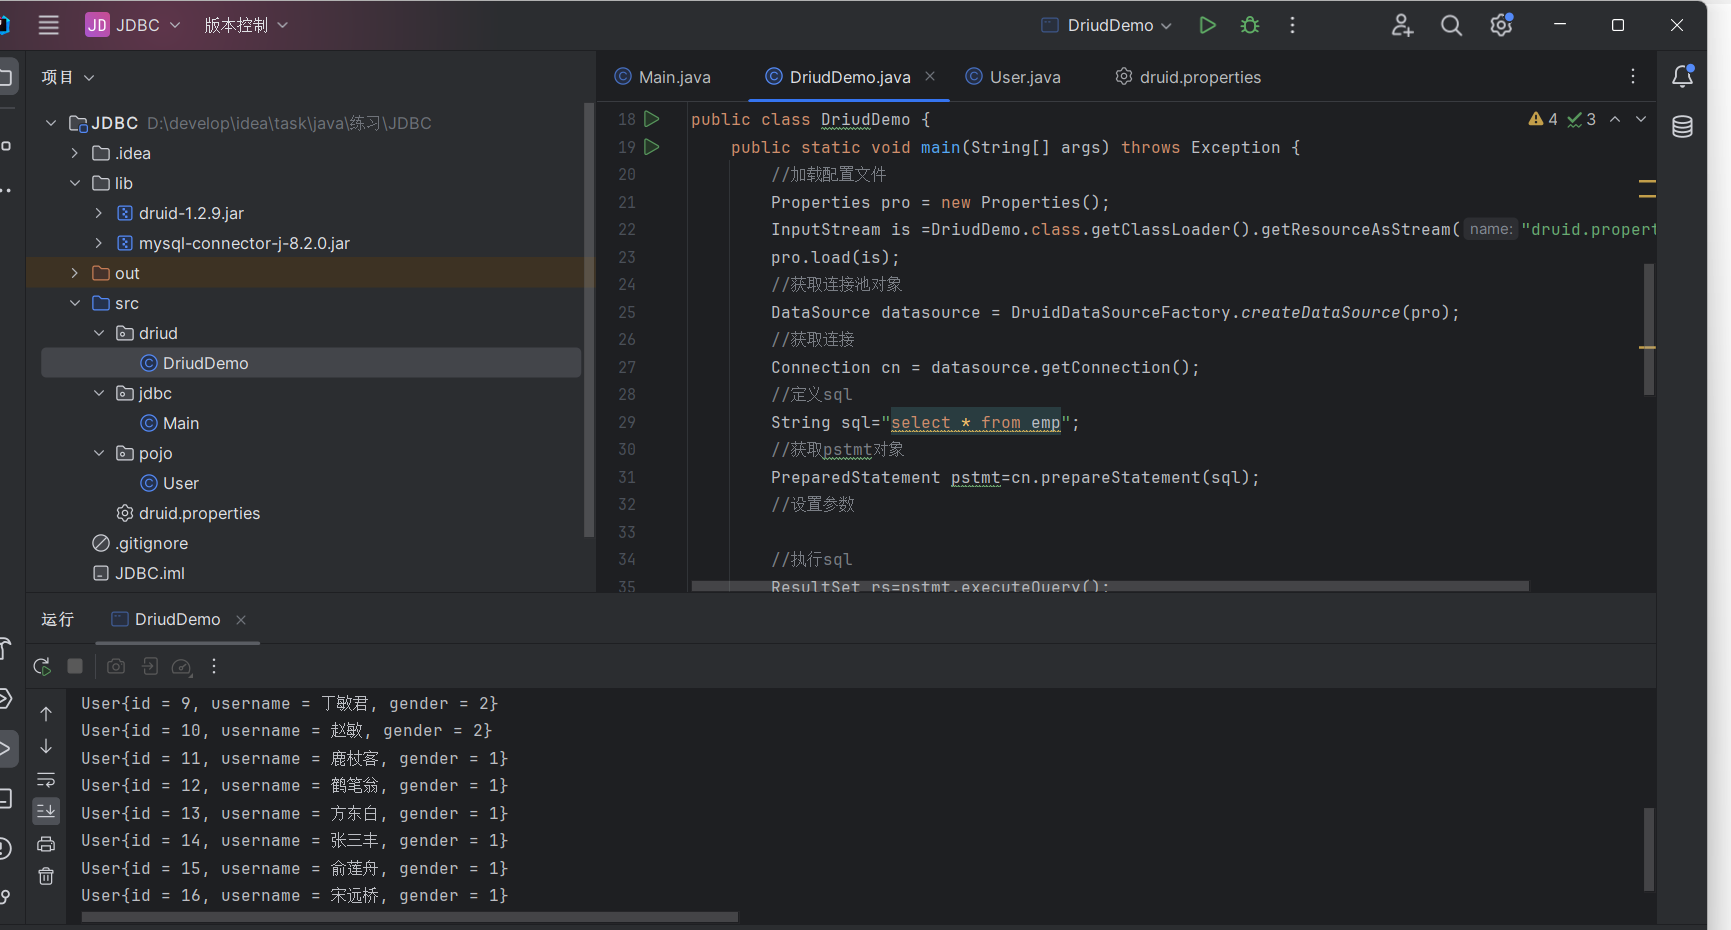 JD JDBC 版本控制 DriudDemo
项目
JDBC D:\develop\idea\task\java\练习\JDBC
.idea
lib
druid-1.2.9.jar
mysql-connector-j-8.2.0.jar
out
src
driud
DriudDemo
jdbc
Main
pojo
User
druid.properties
.gitignore
JDBC.iml
Main.java DriudDemo.java User.java druid.properties
4 3
18 public class DriudDemo {
19 public static void main(String[] args) throws Exception {
20 //加载配置文件
21 Properties pro = new Properties();
22 InputStream is =DriudDemo.class.getClassLoader().getResourceAsStream( name: "druid.propert
23 pro.load(is);
24 //获取连接池对象
25 DataSource datasource = DruidDataSourceFactory.createDataSource(pro);
26 //获取连接
27 Connection cn = datasource.getConnection();
28 //定义sql
29 String sql="select * from emp";
30 //获取pstmt对象
31 PreparedStatement pstmt=cn.prepareStatement(sql);
32 //设置参数
33
34 //执行sql
35 ResultSet rs=pstmt.executeQuery();
运行 DriudDemo
User{id = 9, username = 丁敏君, gender = 2}
User{id = 10, username = 赵敏, gender = 2}
User{id = 11, username = 鹿杖客, gender = 1}
User{id = 12, username = 鹤笔翁, gender = 1}
User{id = 13, username = 方东白, gender = 1}
User{id = 14, username = 张三丰, gender = 1}
User{id = 15, username = 俞莲舟, gender = 1}
User{id = 16, username = 宋远桥, gender = 1}